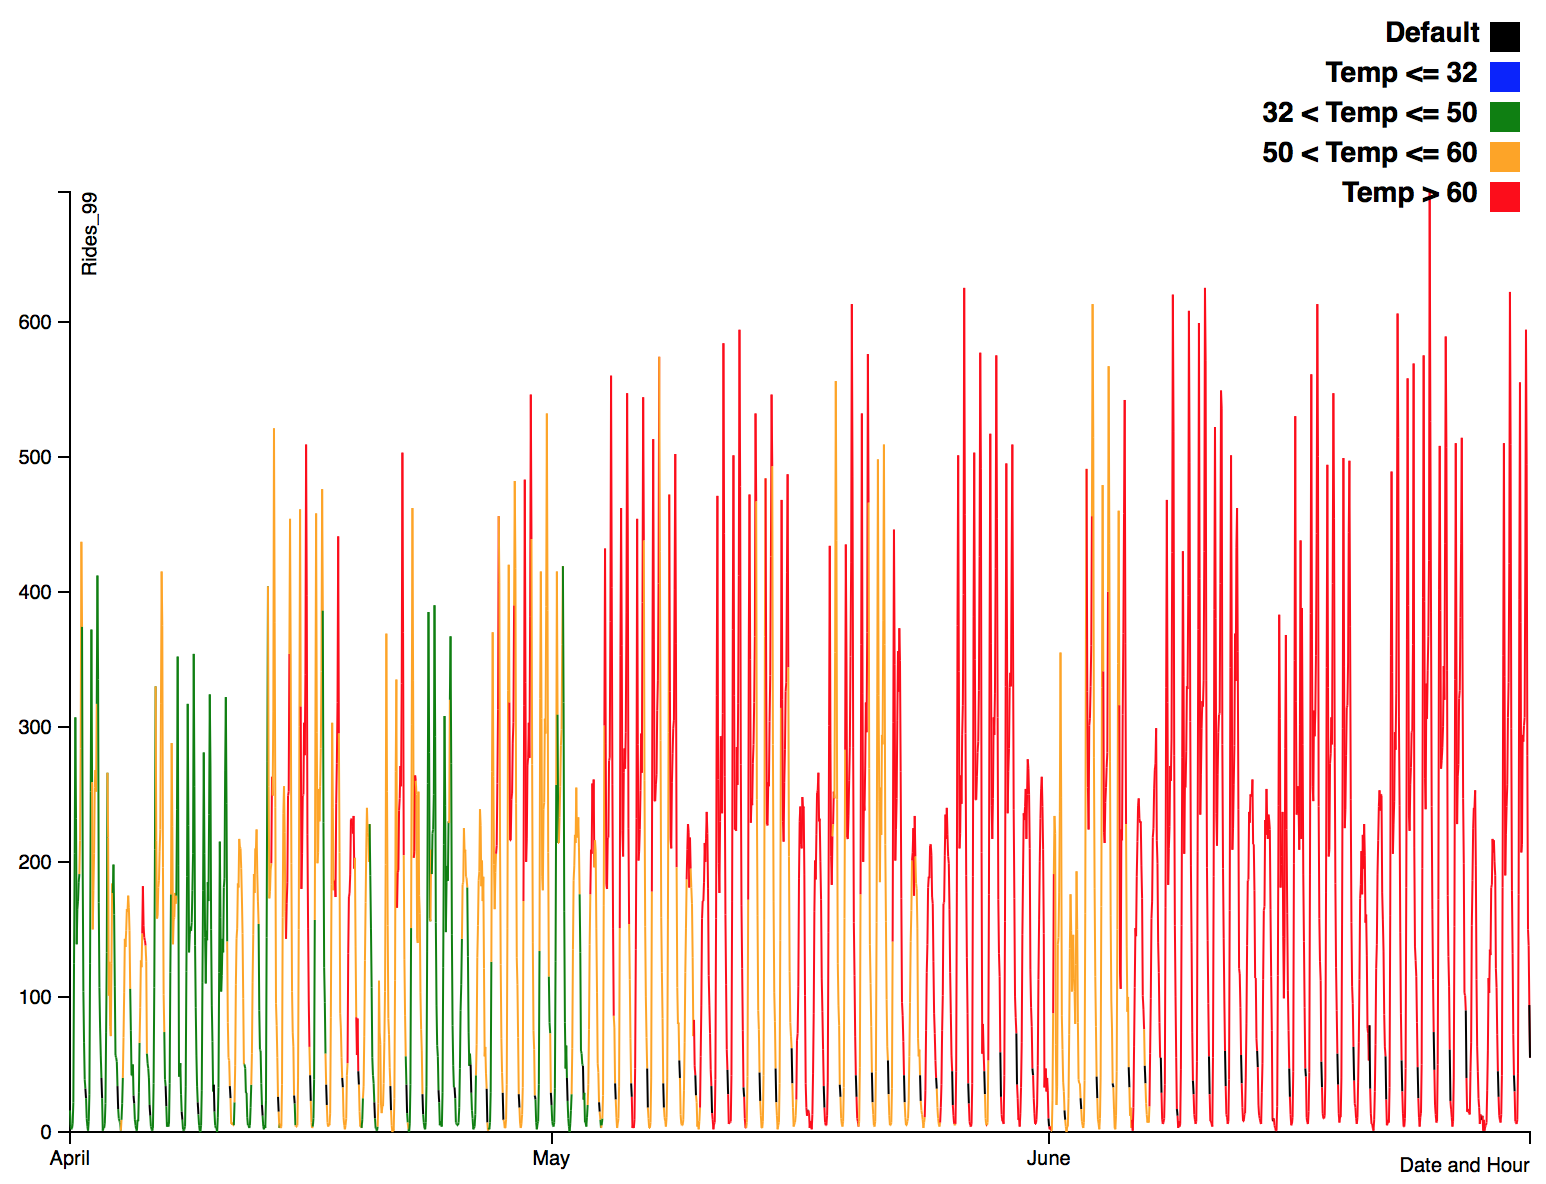 Default
Temp <= 32
32 < Temp <= 50
50 < Temp <= 60
Temp > 60
Rides_99
600
500
400
300
200
100
0
April
May
June
Date and Hour